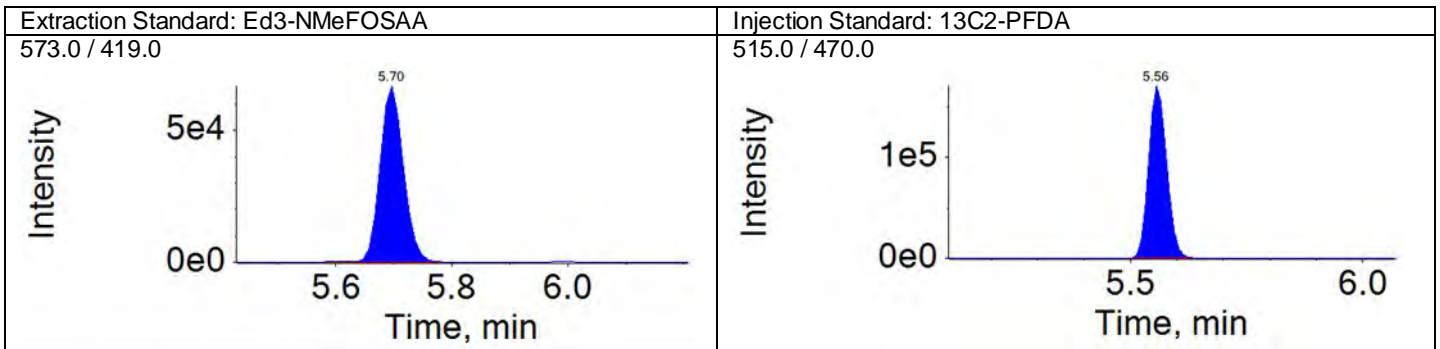 Extraction Standard: Ed3-NMeFOSAA
573.0 / 419.0
5.70
Intensity
5e4
0e0
5.6 5.8 6.0
Time, min
Injection Standard: 13C2-PFDA
515.0 / 470.0
5.56
Intensity
1e5
0e0
5.5 6.0
Time, min